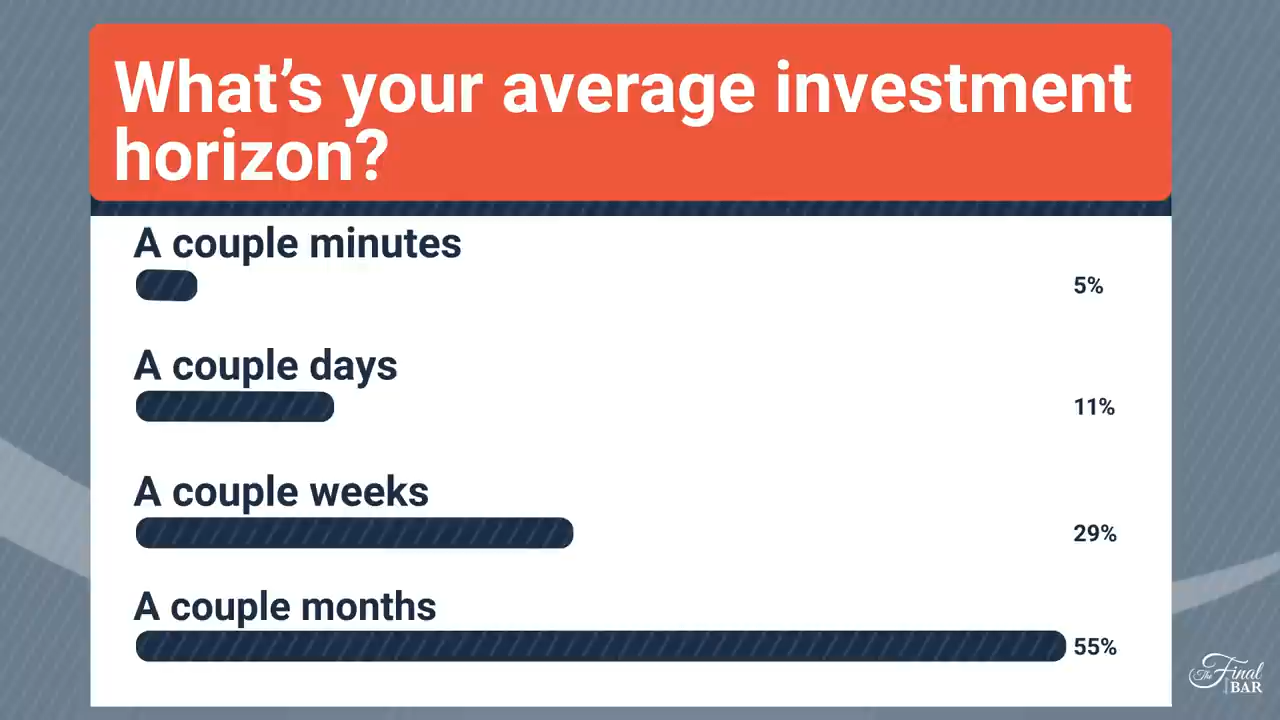 What's your average investment
horizon?
A couple minutes
5%
A couple days
11%
A couple weeks
29%
A couple months
55%
The Final
BAR